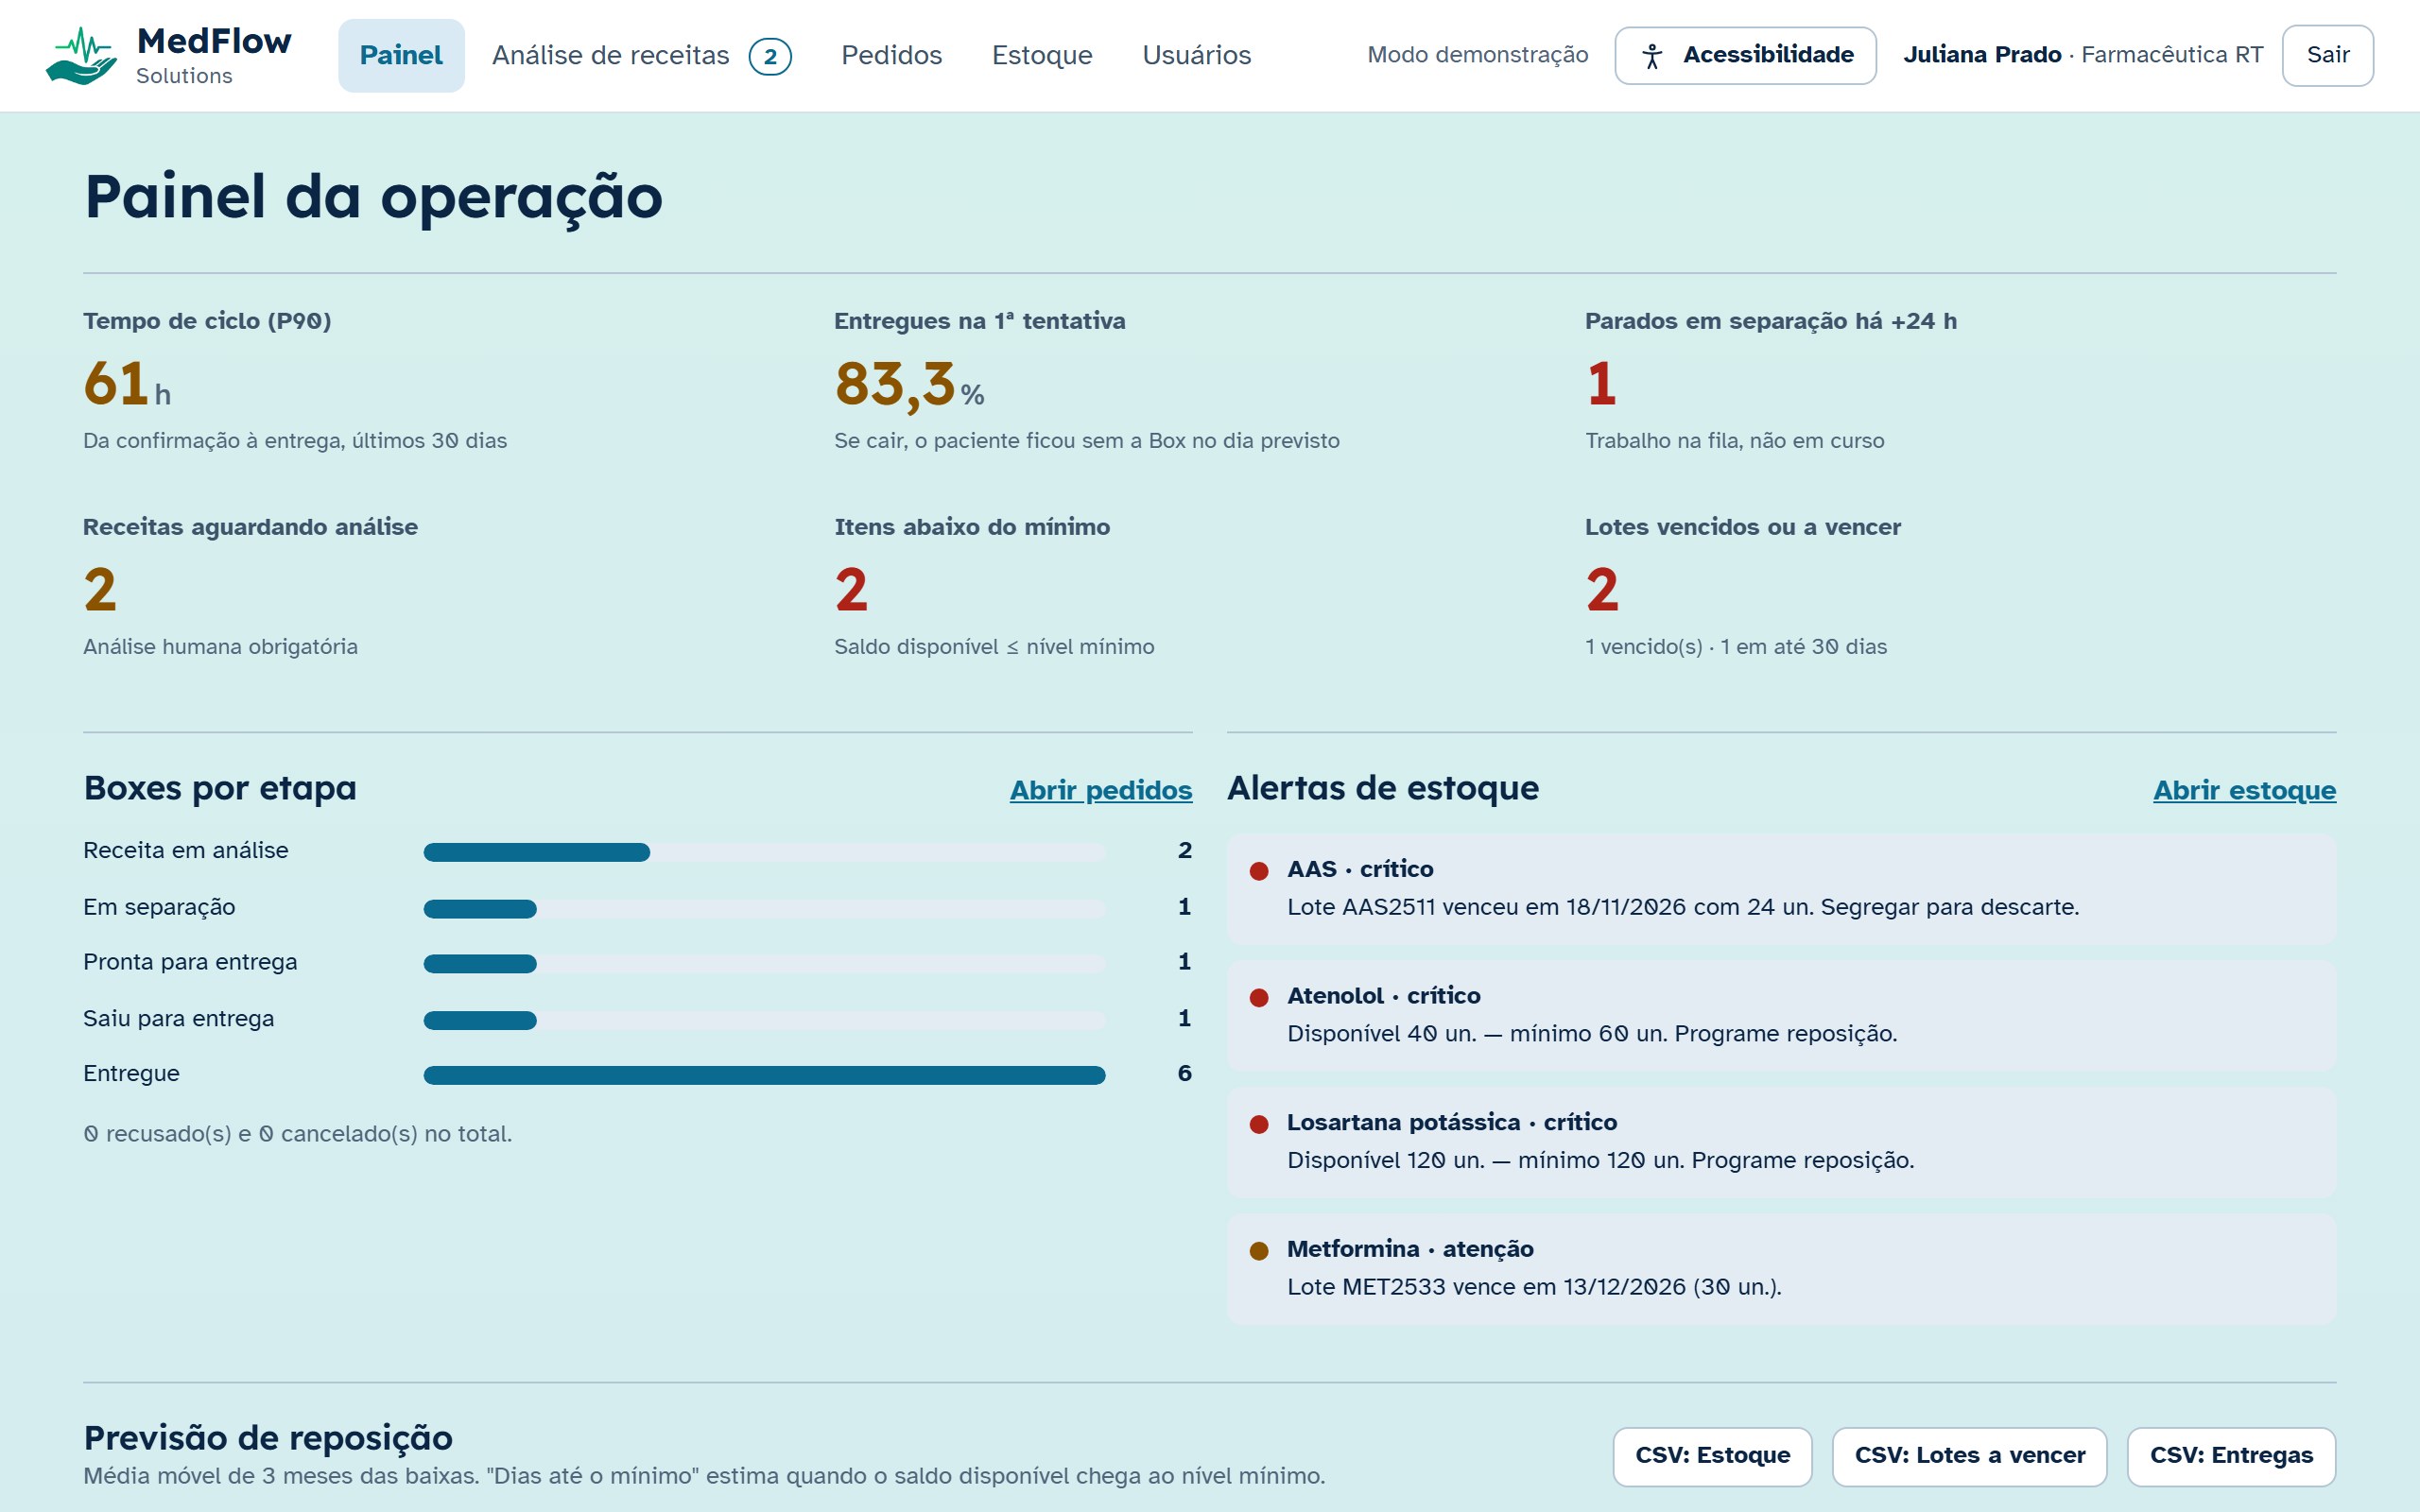 MedFlow
Solutions
Painel
Análise de receitas 2
Pedidos
Estoque
Usuários
Modo demonstração
Acessibilidade
Juliana Prado · Farmacêutica RT
Sair
Painel da operação
Tempo de ciclo (P90)
61 h
Da confirmação à entrega, últimos 30 dias
Entregues na 1ª tentativa
83,3 %
Se cair, o paciente ficou sem a Box no dia previsto
Parados em separação há +24 h
1
Trabalho na fila, não em curso
Receitas aguardando análise
2
Análise humana obrigatória
Itens abaixo do mínimo
2
Saldo disponível ≤ nível mínimo
Lotes vencidos ou a vencer
2
1 vencido(s) · 1 em até 30 dias
Boxes por etapa
Abrir pedidos
Receita em análise 2
Em separação 1
Pronta para entrega 1
Saiu para entrega 1
Entregue 6
0 recusado(s) e 0 cancelado(s) no total.
Alertas de estoque
Abrir estoque
AAS · crítico
Lote AAS2511 venceu em 18/11/2026 com 24 un. Segregar para descarte.
Atenolol · crítico
Disponível 40 un. — mínimo 60 un. Programe reposição.
Losartana potássica · crítico
Disponível 120 un. — mínimo 120 un. Programe reposição.
Metformina · atenção
Lote MET2533 vence em 13/12/2026 (30 un.).
Previsão de reposição
Média móvel de 3 meses das baixas. "Dias até o mínimo" estima quando o saldo disponível chega ao nível mínimo.
CSV: Estoque
CSV: Lotes a vencer
CSV: Entregas